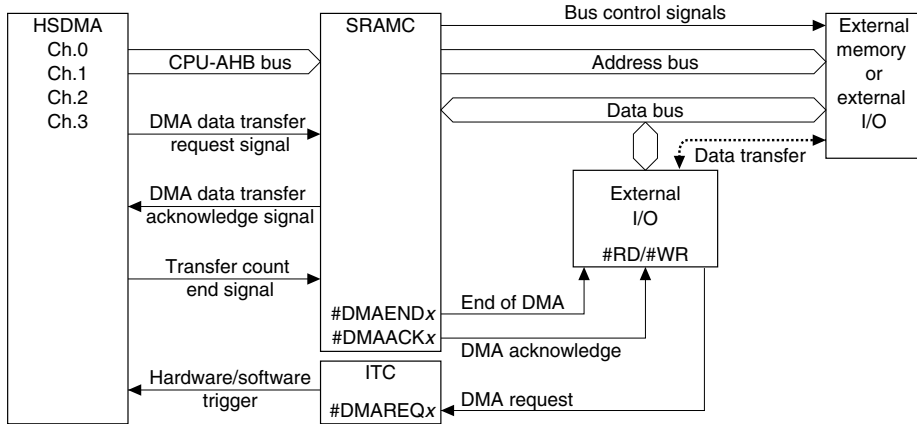 HSDMA
Ch.0
Ch.1
Ch.2
Ch.3
CPU-AHB bus
DMA data transfer
request signal
DMA data transfer
acknowledge signal
Transfer count
end signal
Hardware/software
trigger
SRAMC
#DMAENDx
#DMAACKx
ITC
#DMAREQx
Bus control signals
Address bus
Data bus
Data transfer
External
memory
or
external
I/O
External
I/O
#RD/#WR
End of DMA
DMA acknowledge
DMA request